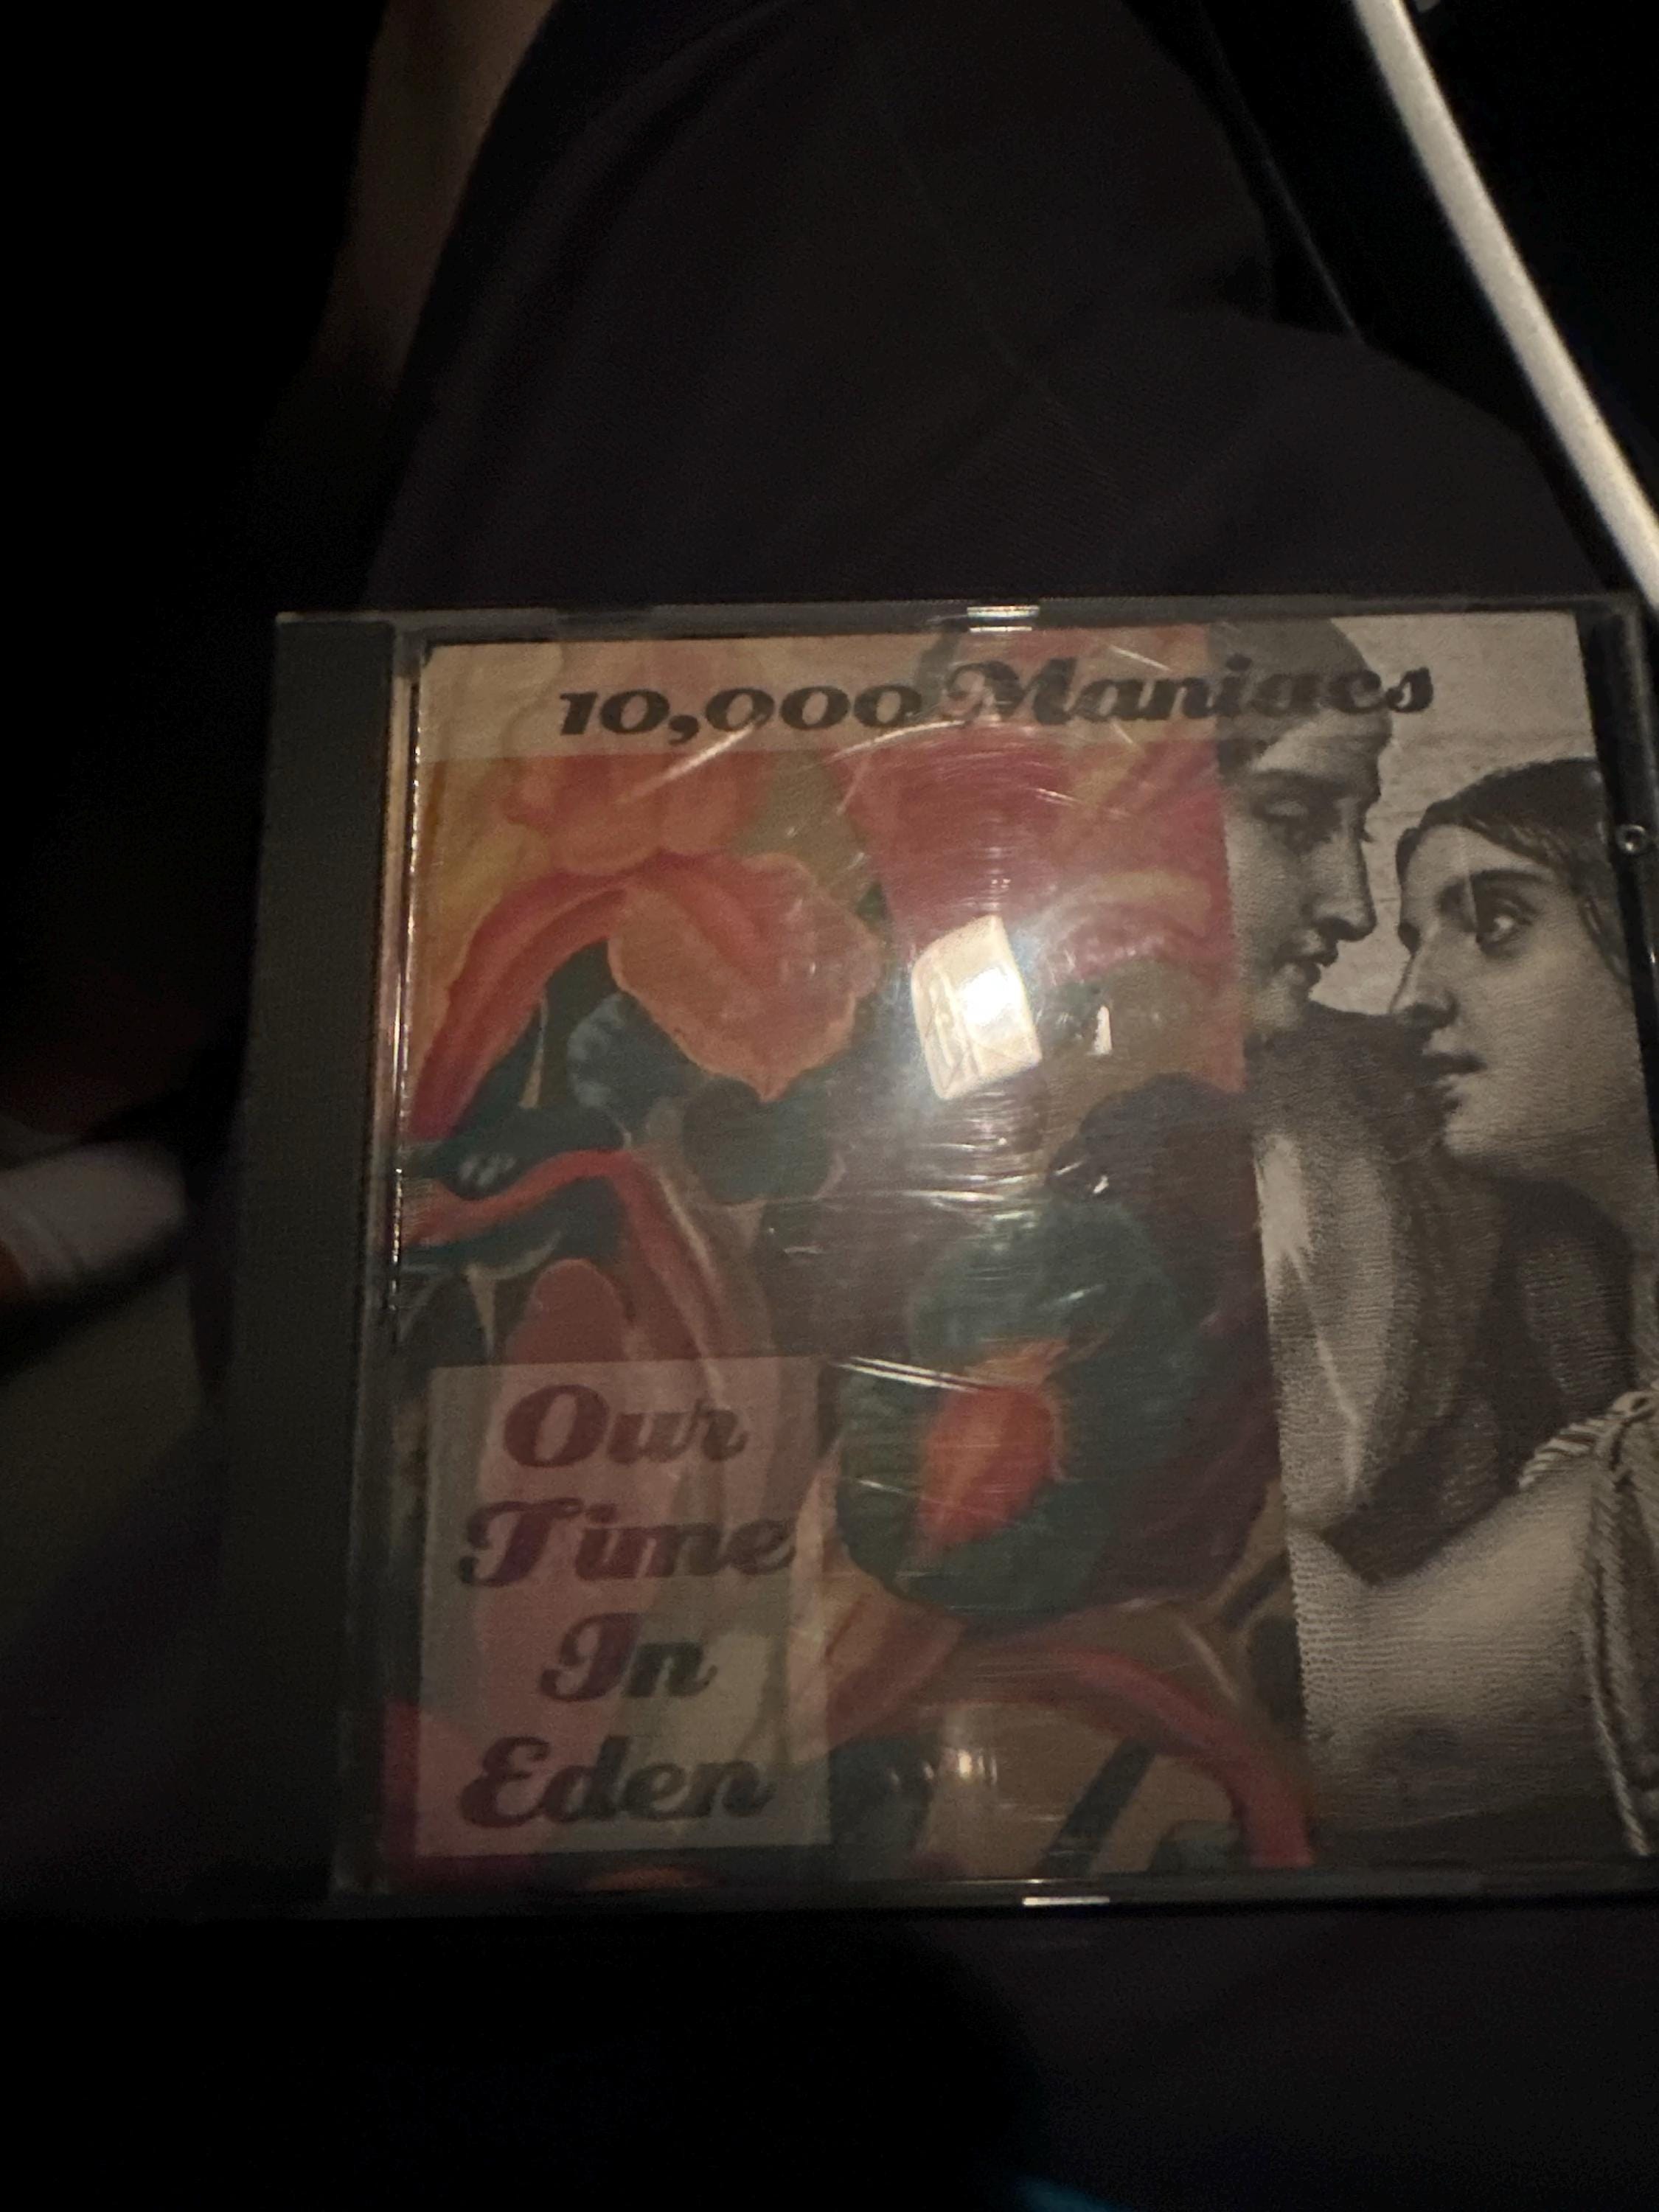 10,000 Maniacs
Our
Time
In
Eden